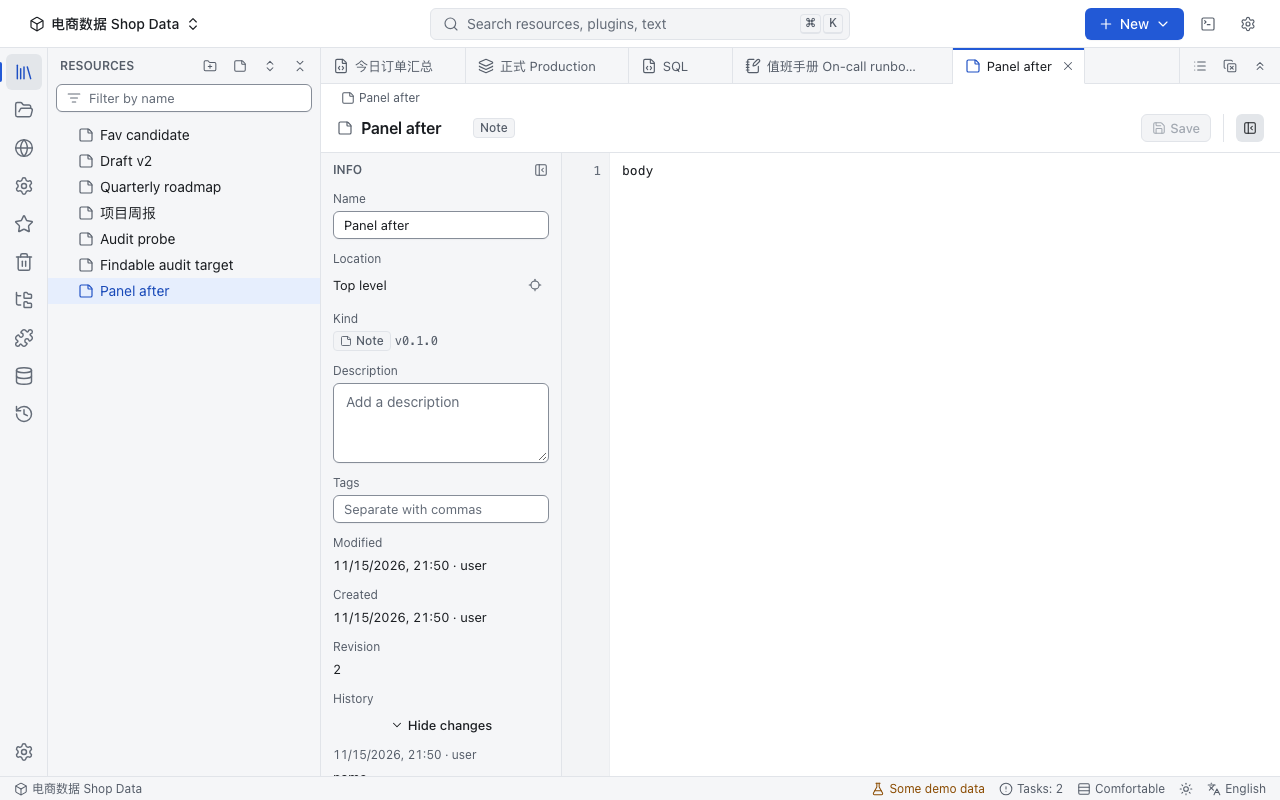 电商数据 Shop Data
Search resources, plugins, text
⌘ K
New
RESOURCES
Filter by name
Fav candidate
Draft v2
Quarterly roadmap
项目周报
Audit probe
Findable audit target
Panel after
今日订单汇总
正式 Production
SQL
值班手册 On-call runbo...
Panel after
Panel after
Panel after
Note
Save
INFO
Name
Panel after
Location
Top level
Kind
Note v0.1.0
Description
Add a description
Tags
Separate with commas
Modified
11/15/2026, 21:50 · user
Created
11/15/2026, 21:50 · user
Revision
2
History
Hide changes
11/15/2026, 21:50 · user
1
body
电商数据 Shop Data
Some demo data
Tasks: 2
Comfortable
English